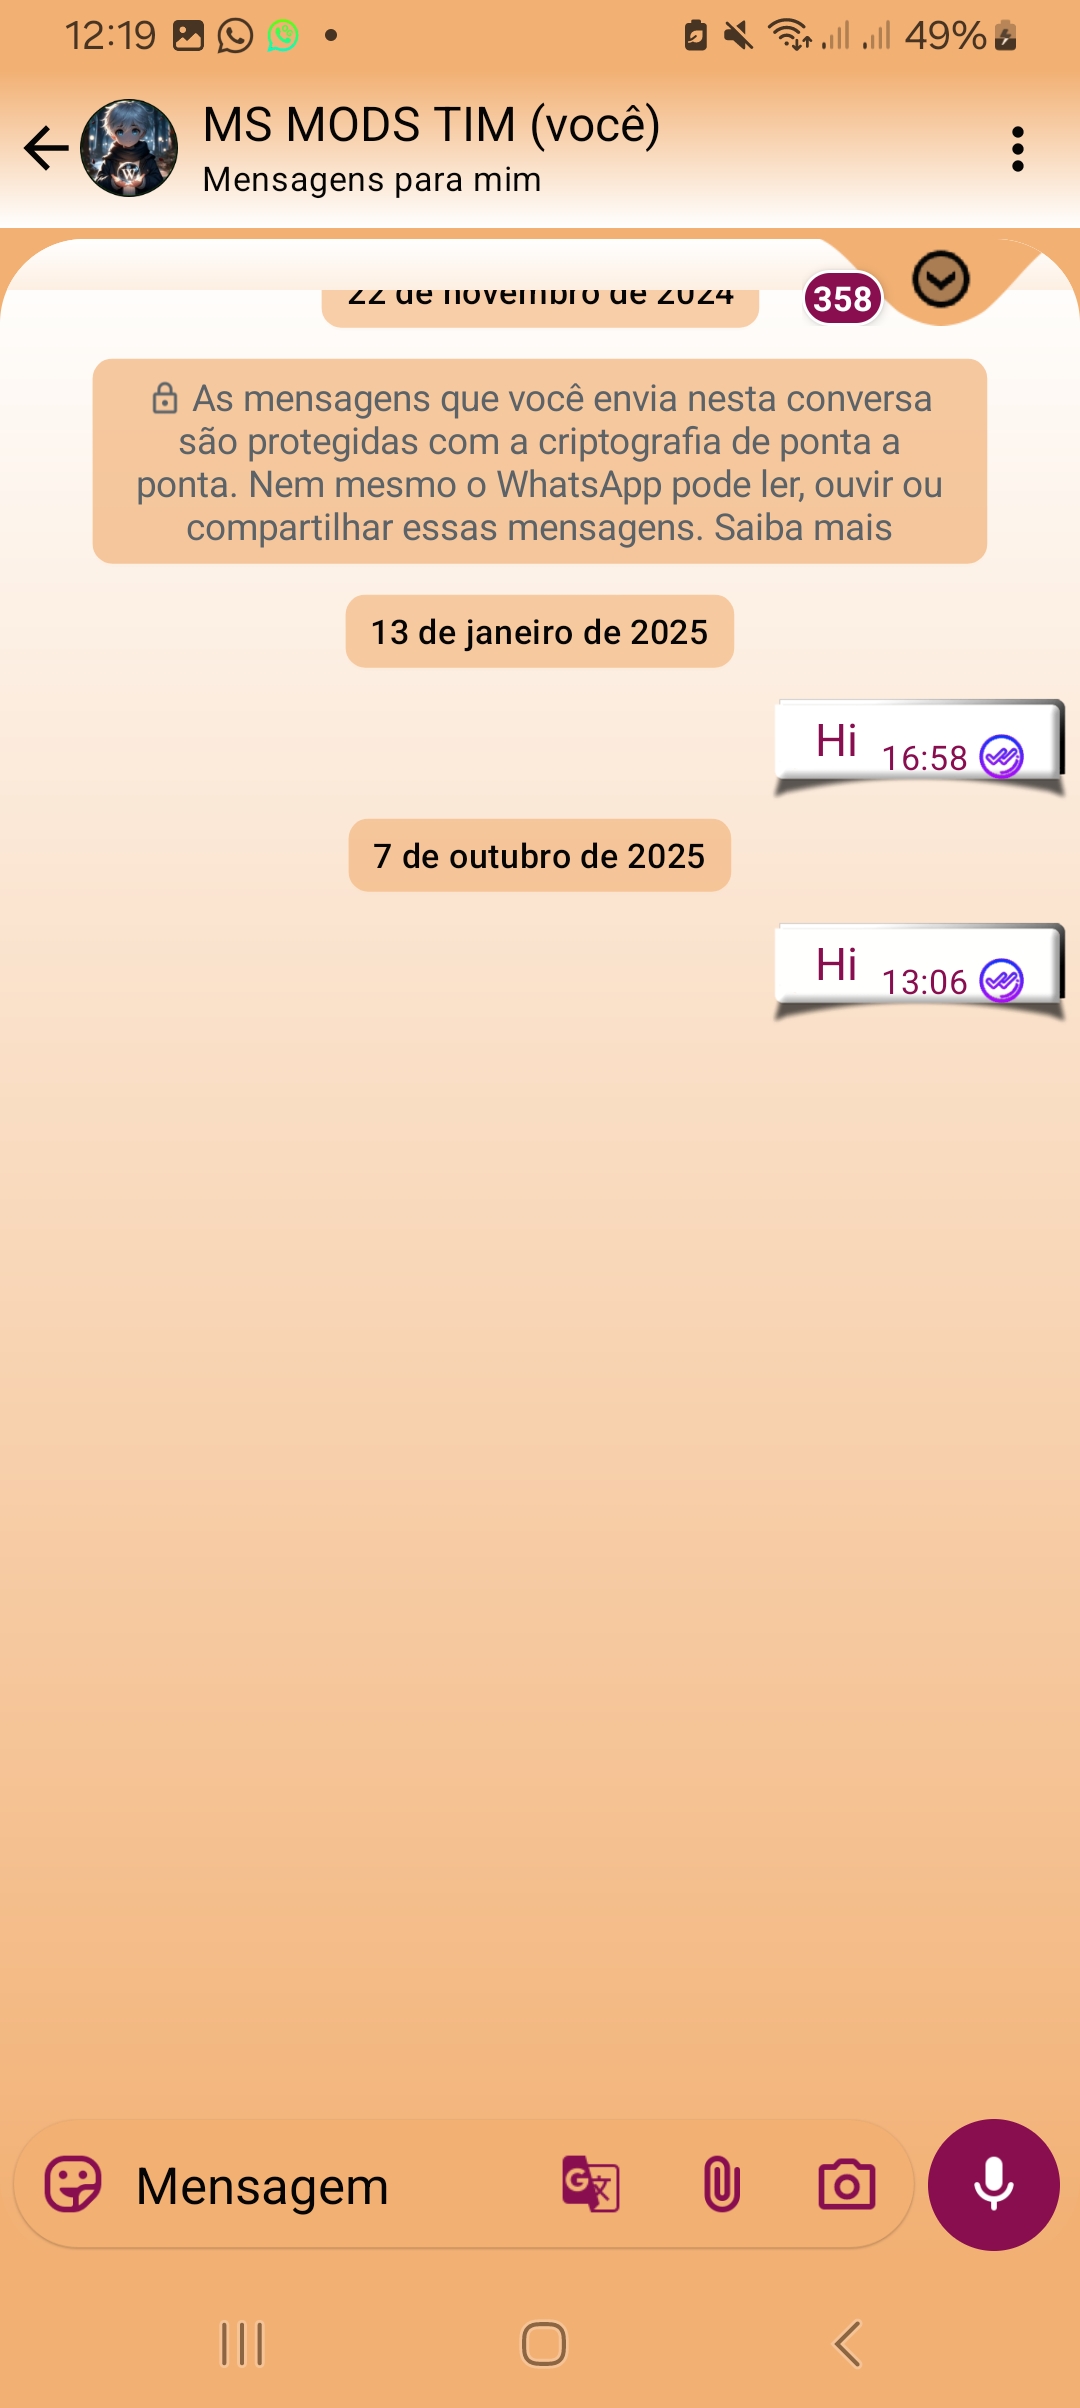 12:19
49%
MS MODS TIM (você)
Mensagens para mim
22 de novembro de 2024
358
As mensagens que você envia nesta conversa
são protegidas com a criptografia de ponta a
ponta. Nem mesmo o WhatsApp pode ler, ouvir ou
compartilhar essas mensagens. Saiba mais
13 de janeiro de 2025
Hi 16:58
7 de outubro de 2025
Hi 13:06
Mensagem